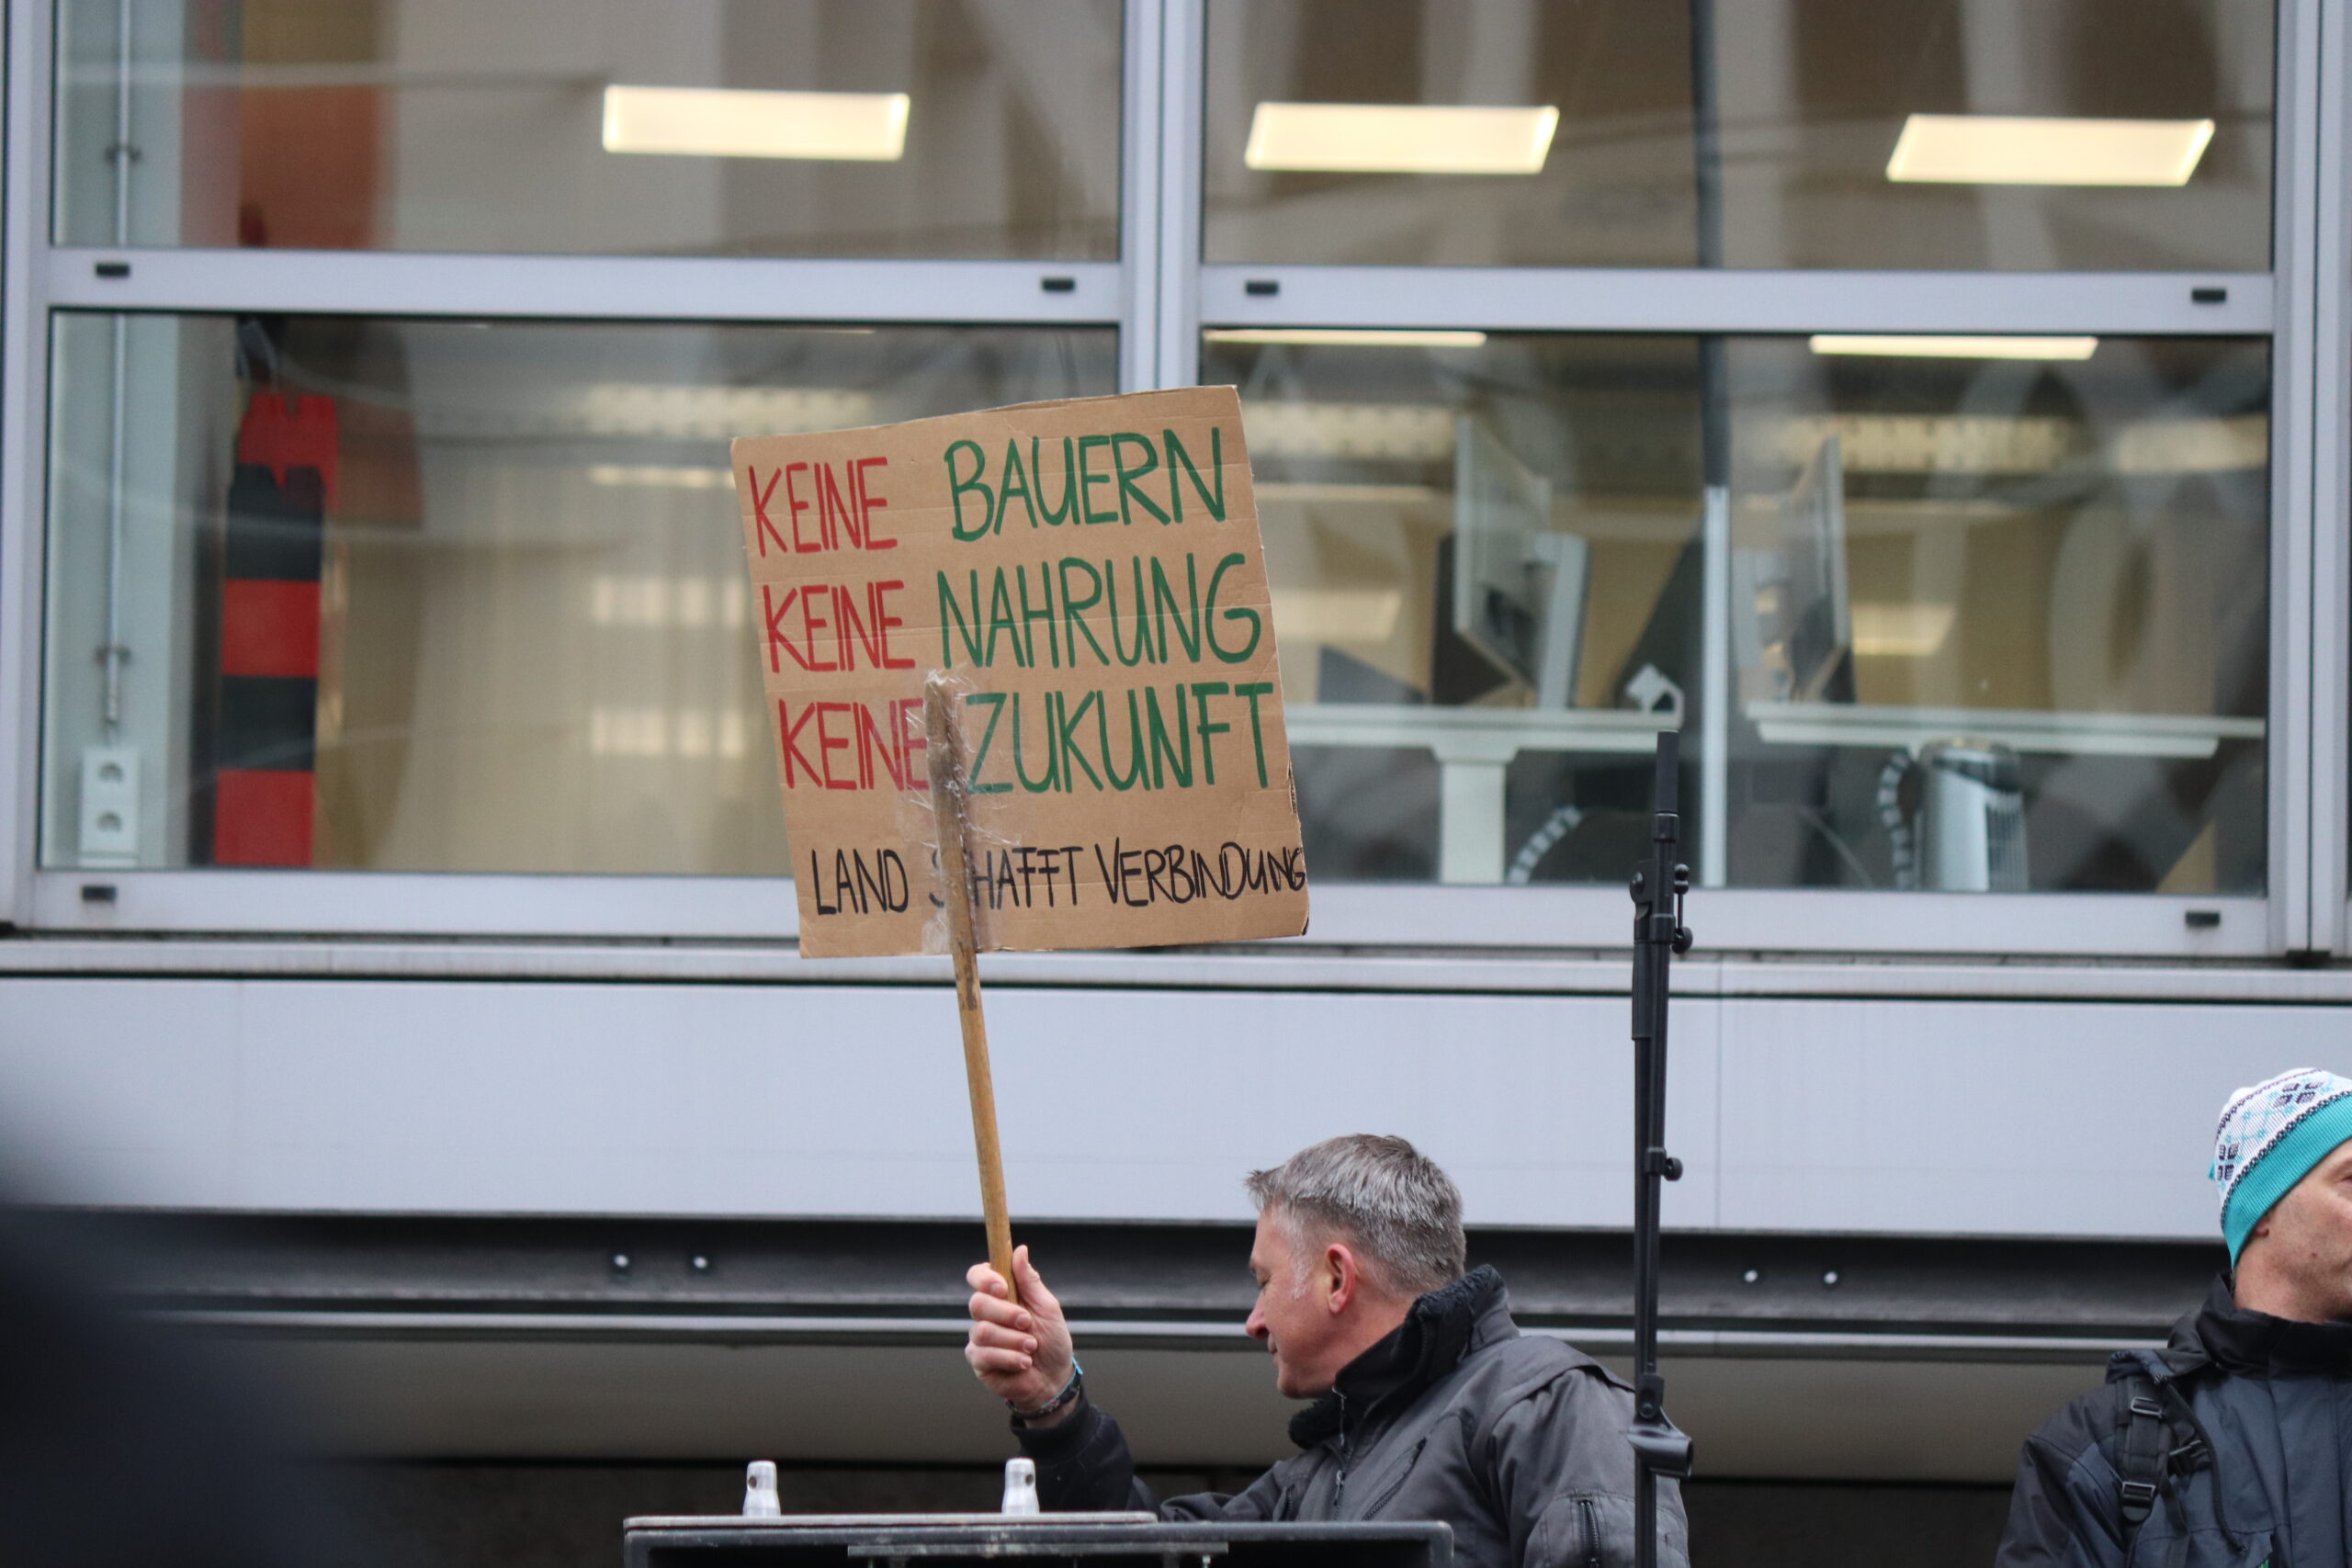 KEINE BAUERN
KEINE NAHRUNG
KEINE ZUKUNFT
LAND SCHAFFT VERBINDUNG